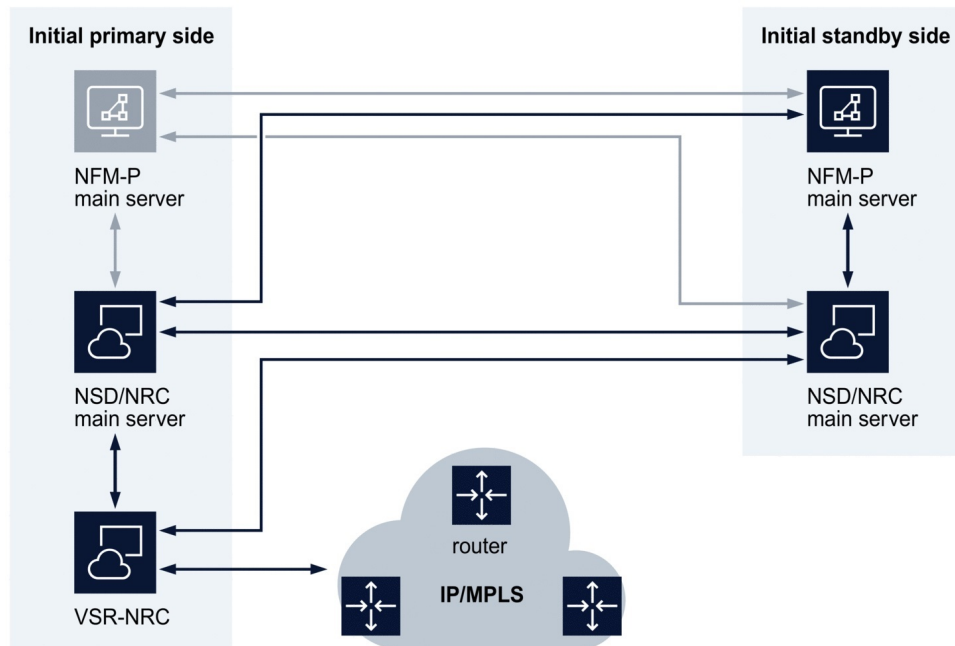 Initial primary side
Initial standby side
NFM-P
main server
NFM-P
main server
NSD/NRC
main server
NSD/NRC
main server
VSR-NRC
router
IP/MPLS